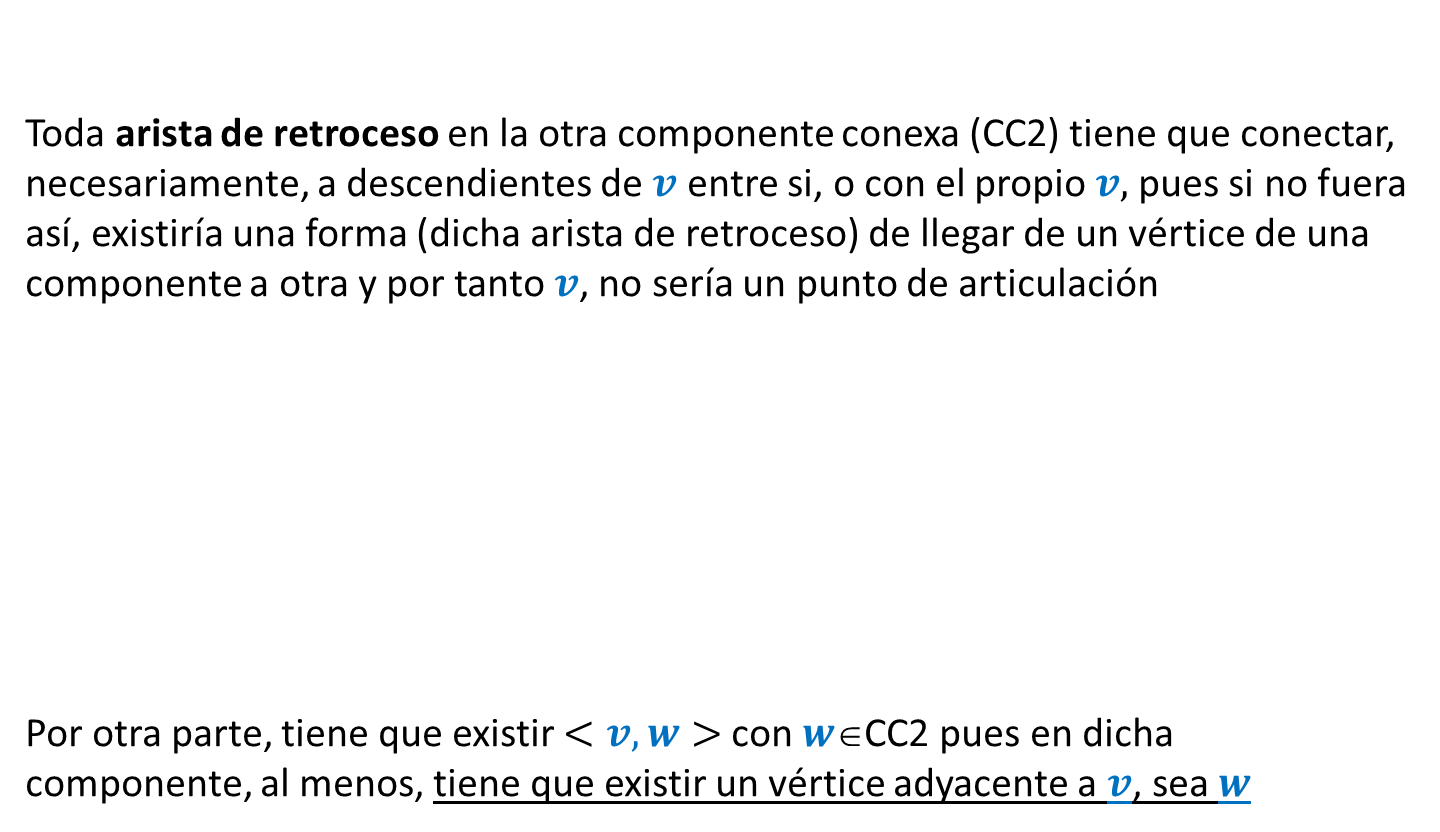 Toda arista de retroceso en la otra componente conexa (CC2) tiene que conectar,
necesariamente, a descendientes de v entre si, o con el propio v, pues si no fuera
así, existiría una forma (dicha arista de retroceso) de llegar de un vértice de una
componente a otra y por tanto v, no sería un punto de articulación
Por otra parte, tiene que existir < v, w > con w∈CC2 pues en dicha
componente, al menos, tiene que existir un vértice adyacente a v, sea w